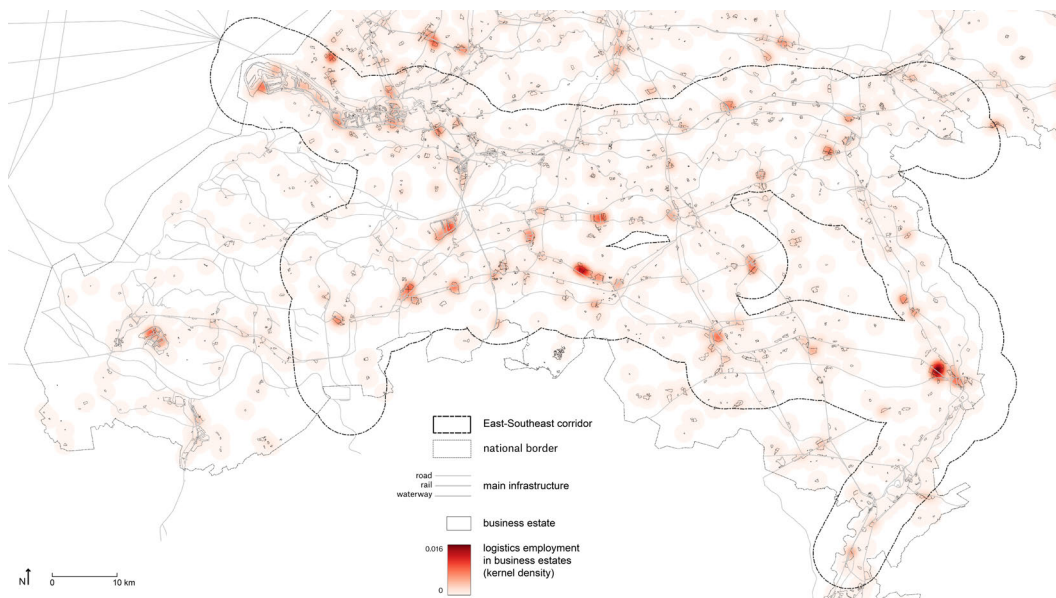 East-Southeast corridor
national border
road
rail
waterway
main infrastructure
business estate
0.016
0
logistics employment
in business estates
(kernel density)
N
0
10 km